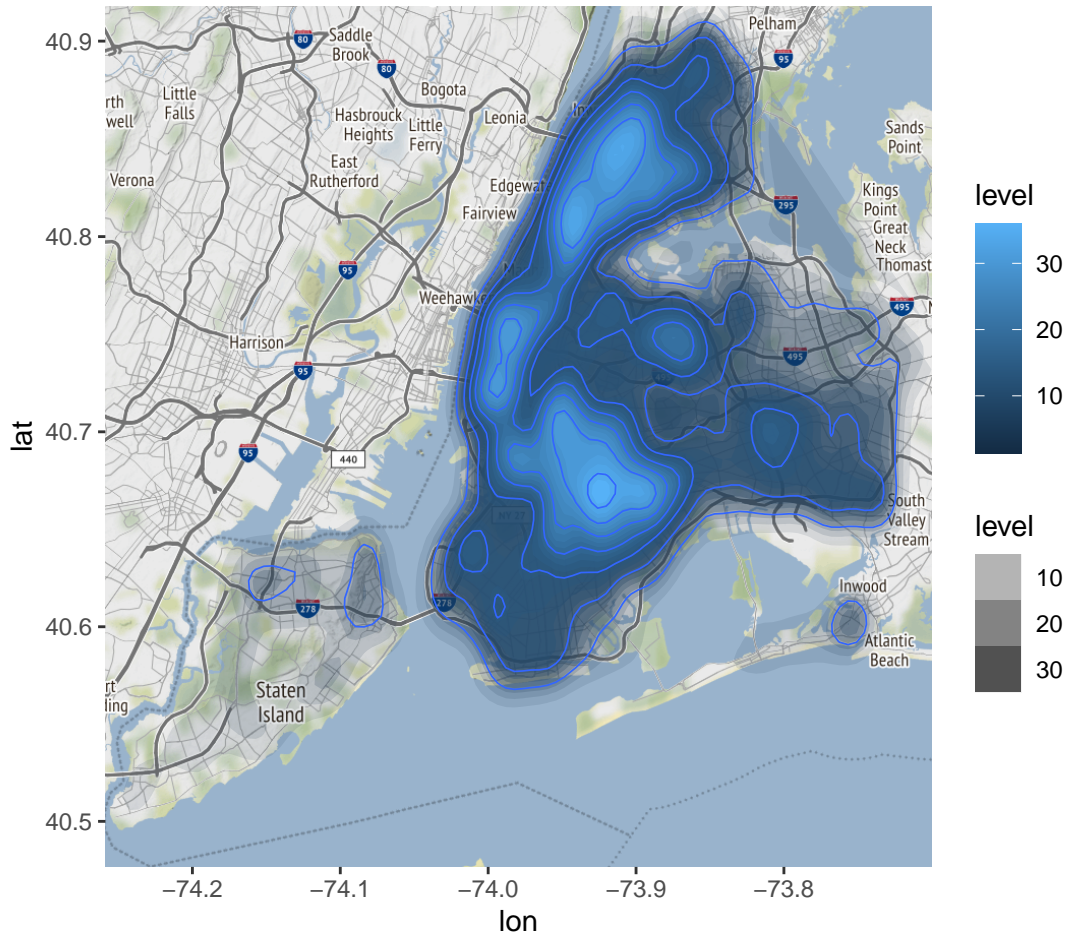 40.9
40.8
40.7
40.6
40.5
lat
−74.2
−74.1
−74.0
−73.9
−73.8
lon
Pelham
Saddle
Brook
80
80
95
Bogota
Little
Falls
Hasbrouck
Heights
Little
Ferry
Leonia
Sands
Point
East
Rutherford
Verona
Edgewat
Fairview
295
Kings
Point
Great
Neck
Thomast
95
Weehawke
495
Harrison
495
95
95
440
NY 27
South
Valley
Stream
278
278
Inwood
Atlantic
Beach
Staten
Island
level
30
20
10
level
10
20
30